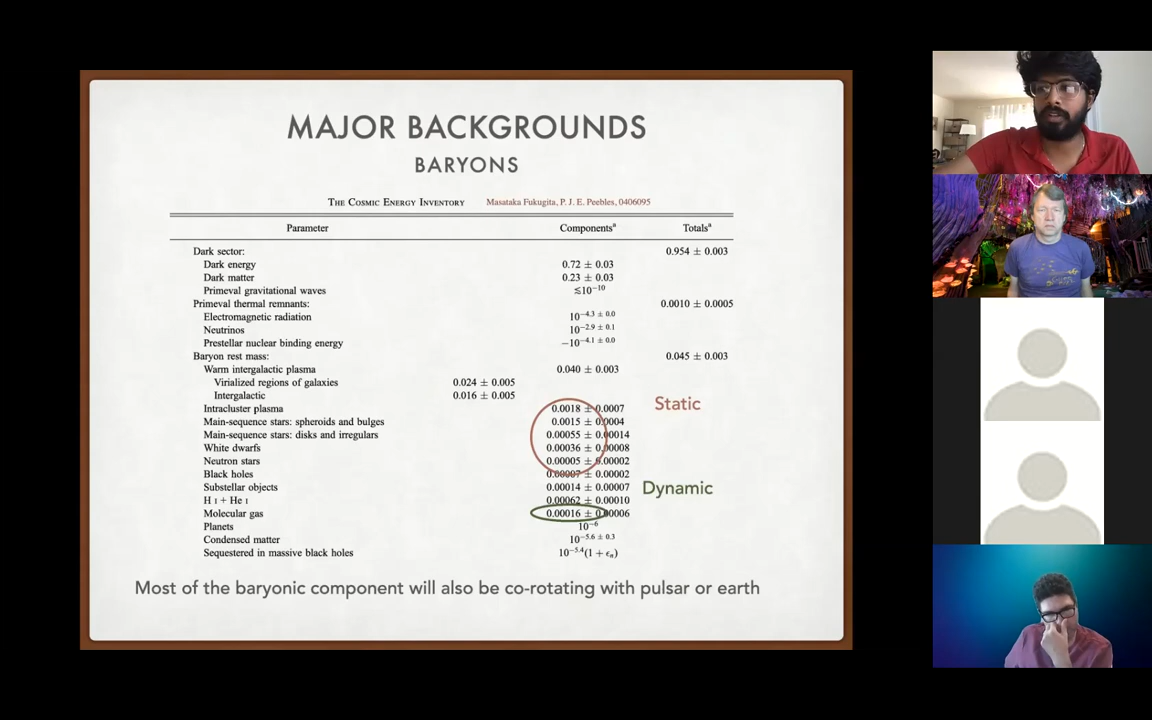 MAJOR BACKGROUNDS
BARYONS
THE COSMIC ENERGY INVENTORY Masataka Fukugita, P. J. E. Peebles, 0406095
Parameter Componentsᵃ Totalsᵃ
Dark sector: 0.954 ± 0.003
Dark energy 0.72 ± 0.03
Dark matter 0.23 ± 0.03
Primeval gravitational waves ≲10⁻¹⁰
Primeval thermal remnants: 0.0010 ± 0.0005
Electromagnetic radiation 10^−4.3 ± 0.0
Neutrinos 10^−2.9 ± 0.1
Prestellar nuclear binding energy −10^−4.1 ± 0.0
Baryon rest mass: 0.045 ± 0.003
Warm intergalactic plasma 0.040 ± 0.003
Virialized regions of galaxies 0.024 ± 0.005
Intergalactic 0.016 ± 0.005
Intracluster plasma 0.0018 ± 0.0007
Static
Main-sequence stars: spheroids and bulges 0.0015 ± 0.0004
Main-sequence stars: disks and irregulars 0.00055 ± 0.00014
White dwarfs 0.00036 ± 0.00008
Neutron stars 0.00005 ± 0.00002
Black holes 0.00007 ± 0.00002
Substellar objects 0.00014 ± 0.00007
Dynamic
H I + He I 0.00062 ± 0.00010
Molecular gas 0.00016 ± 0.00006
Planets 10⁻⁶
Condensed matter 10^−5.6 ± 0.3
Sequestered in massive black holes 10^−5.4(1 + εₙ)
Most of the baryonic component will also be co-rotating with pulsar or earth